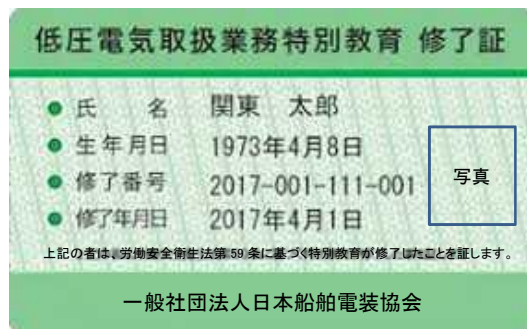 低圧電気取扱業務特別教育 修了証
● 氏 名 関東 太郎
● 生年月日 1973年4月8日
● 修了番号 2017-001-111-001
● 修了年月日 2017年4月1日
写真
上記の者は、労働安全衛生法第59条に基づく特別教育が修了したことを証します。
一般社団法人日本船舶電装協会